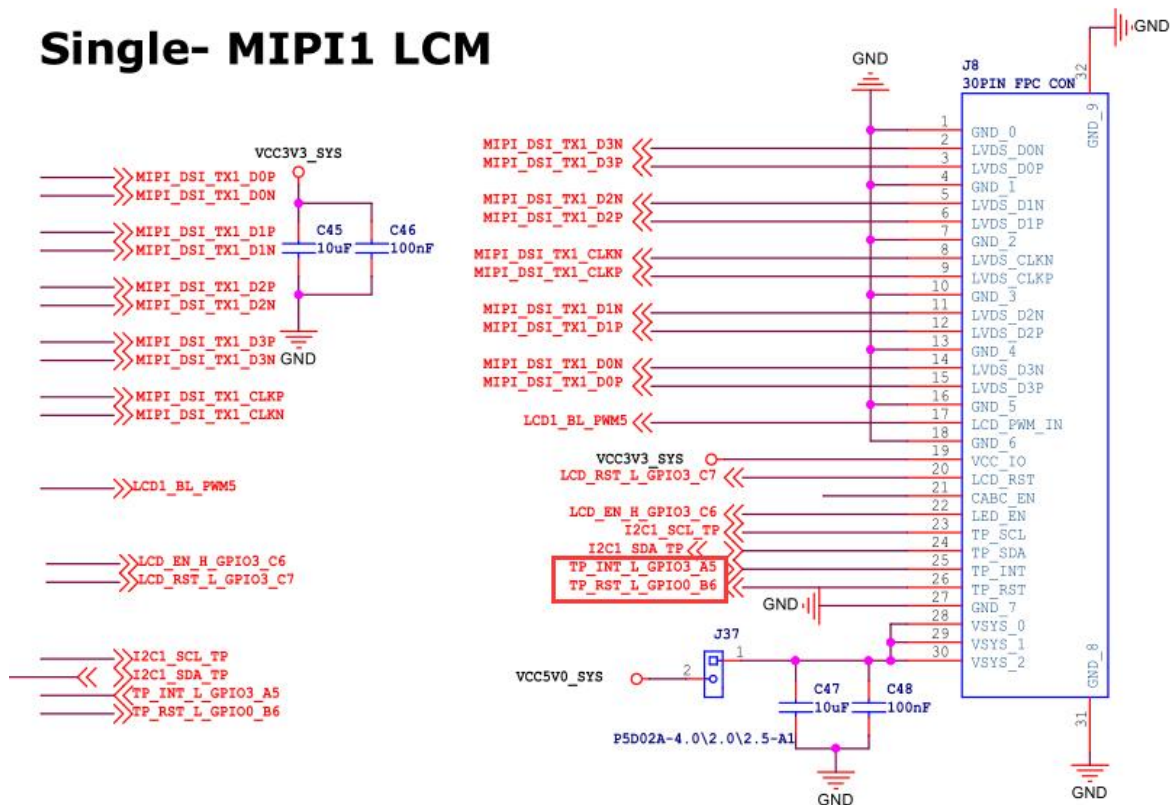 Single- MIPI1 LCM
MIPI_DSI_TX1_D0P
MIPI_DSI_TX1_D0N
MIPI_DSI_TX1_D1P
MIPI_DSI_TX1_D1N
MIPI_DSI_TX1_D2P
MIPI_DSI_TX1_D2N
MIPI_DSI_TX1_D3P
MIPI_DSI_TX1_D3N
MIPI_DSI_TX1_CLKP
MIPI_DSI_TX1_CLKN
LCD1_BL_PWM5
LCD_EN_H_GPIO3_C6
LCD_RST_L_GPIO3_C7
I2C1_SCL_TP
I2C1_SDA_TP
TP_INT_L_GPIO3_A5
TP_RST_L_GPIO0_B6
VCC3V3_SYS
C45
10uF
C46
100nF
GND
GND
J8
30PIN FPC CON
32
GND
GND_9
1 GND_0
MIPI_DSI_TX1_D3N 2 LVDS_D0N
MIPI_DSI_TX1_D3P 3 LVDS_D0P
4 GND_1
MIPI_DSI_TX1_D2N 5 LVDS_D1N
MIPI_DSI_TX1_D2P 6 LVDS_D1P
7 GND_2
MIPI_DSI_TX1_CLKN 8 LVDS_CLKN
MIPI_DSI_TX1_CLKP 9 LVDS_CLKP
10 GND_3
MIPI_DSI_TX1_D1N 11 LVDS_D2N
MIPI_DSI_TX1_D1P 12 LVDS_D2P
13 GND_4
MIPI_DSI_TX1_D0N 14 LVDS_D3N
MIPI_DSI_TX1_D0P 15 LVDS_D3P
16 GND_5
LCD1_BL_PWM5 17 LCD_PWM_IN
18 GND_6
VCC3V3_SYS 19 VCC_IO
LCD_RST_L_GPIO3_C7 20 LCD_RST
21 CABC_EN
LCD_EN_H_GPIO3_C6 22 LED_EN
I2C1_SCL_TP 23 TP_SCL
I2C1_SDA_TP 24 TP_SDA
TP_INT_L_GPIO3_A5 25 TP_INT
TP_RST_L_GPIO0_B6 26 TP_RST
GND 27 GND_7
28 VSYS_0
29 VSYS_1
30 VSYS_2
GND_8
31
GND
J37
1
VCC5V0_SYS 2
C47
10uF
C48
100nF
P5D02A-4.0\2.0\2.5-A1
GND